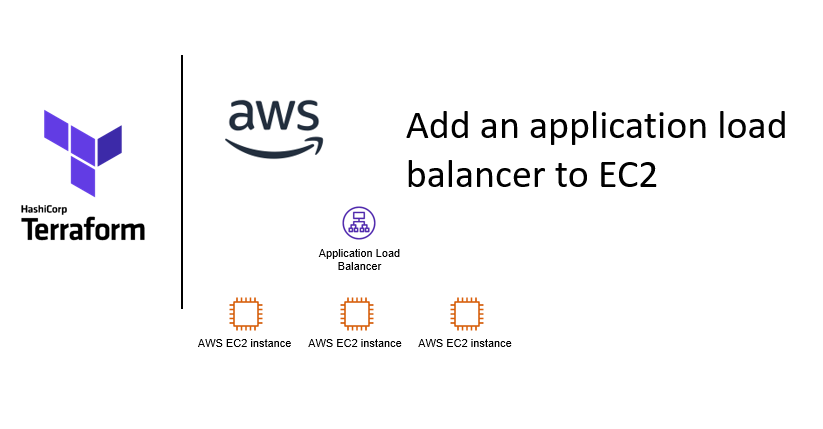 HashiCorp
Terraform
aws
Add an application load
balancer to EC2
Application Load
Balancer
AWS EC2 instance
AWS EC2 instance
AWS EC2 instance